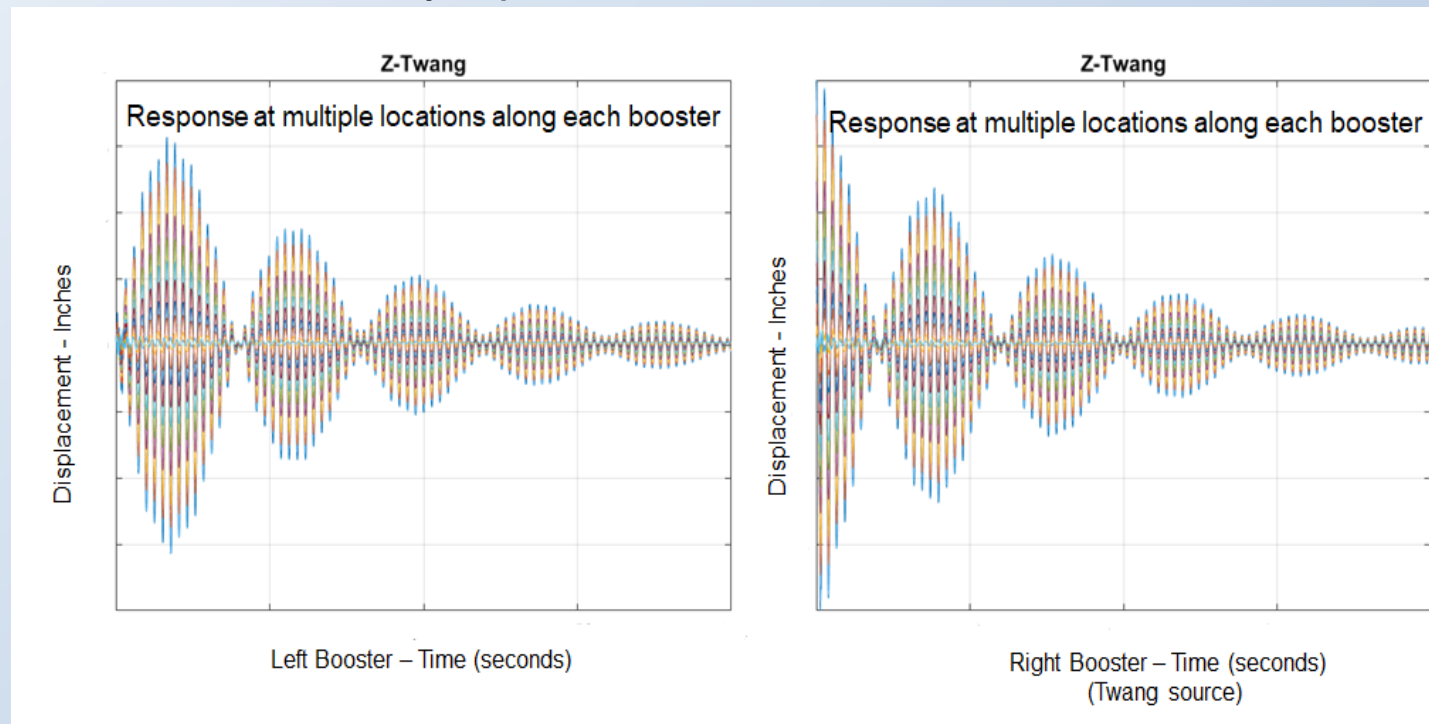 Z-Twang
Response at multiple locations along each booster
Displacement - Inches
Left Booster – Time (seconds)
Z-Twang
Response at multiple locations along each booster
Displacement - Inches
Right Booster – Time (seconds)
(Twang source)